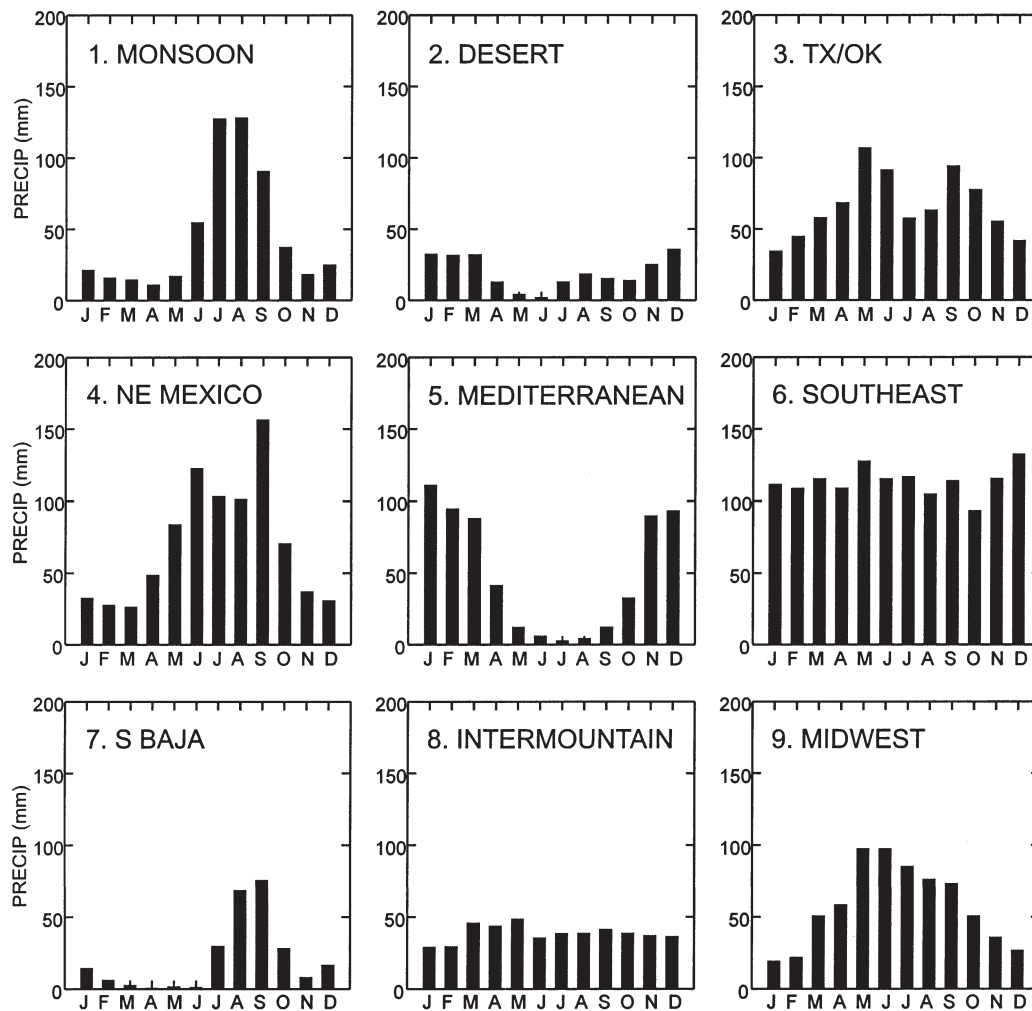 200
150
100
50
0
PRECIP (mm)
1. MONSOON
J F M A M J J A S O N D
200
150
100
50
0
2. DESERT
J F M A M J J A S O N D
200
150
100
50
0
3. TX/OK
J F M A M J J A S O N D
200
150
100
50
0
PRECIP (mm)
4. NE MEXICO
J F M A M J J A S O N D
200
150
100
50
0
5. MEDITERRANEAN
J F M A M J J A S O N D
200
150
100
50
0
6. SOUTHEAST
J F M A M J J A S O N D
200
150
100
50
0
PRECIP (mm)
7. S BAJA
J F M A M J J A S O N D
200
150
100
50
0
8. INTERMOUNTAIN
J F M A M J J A S O N D
200
150
100
50
0
9. MIDWEST
J F M A M J J A S O N D